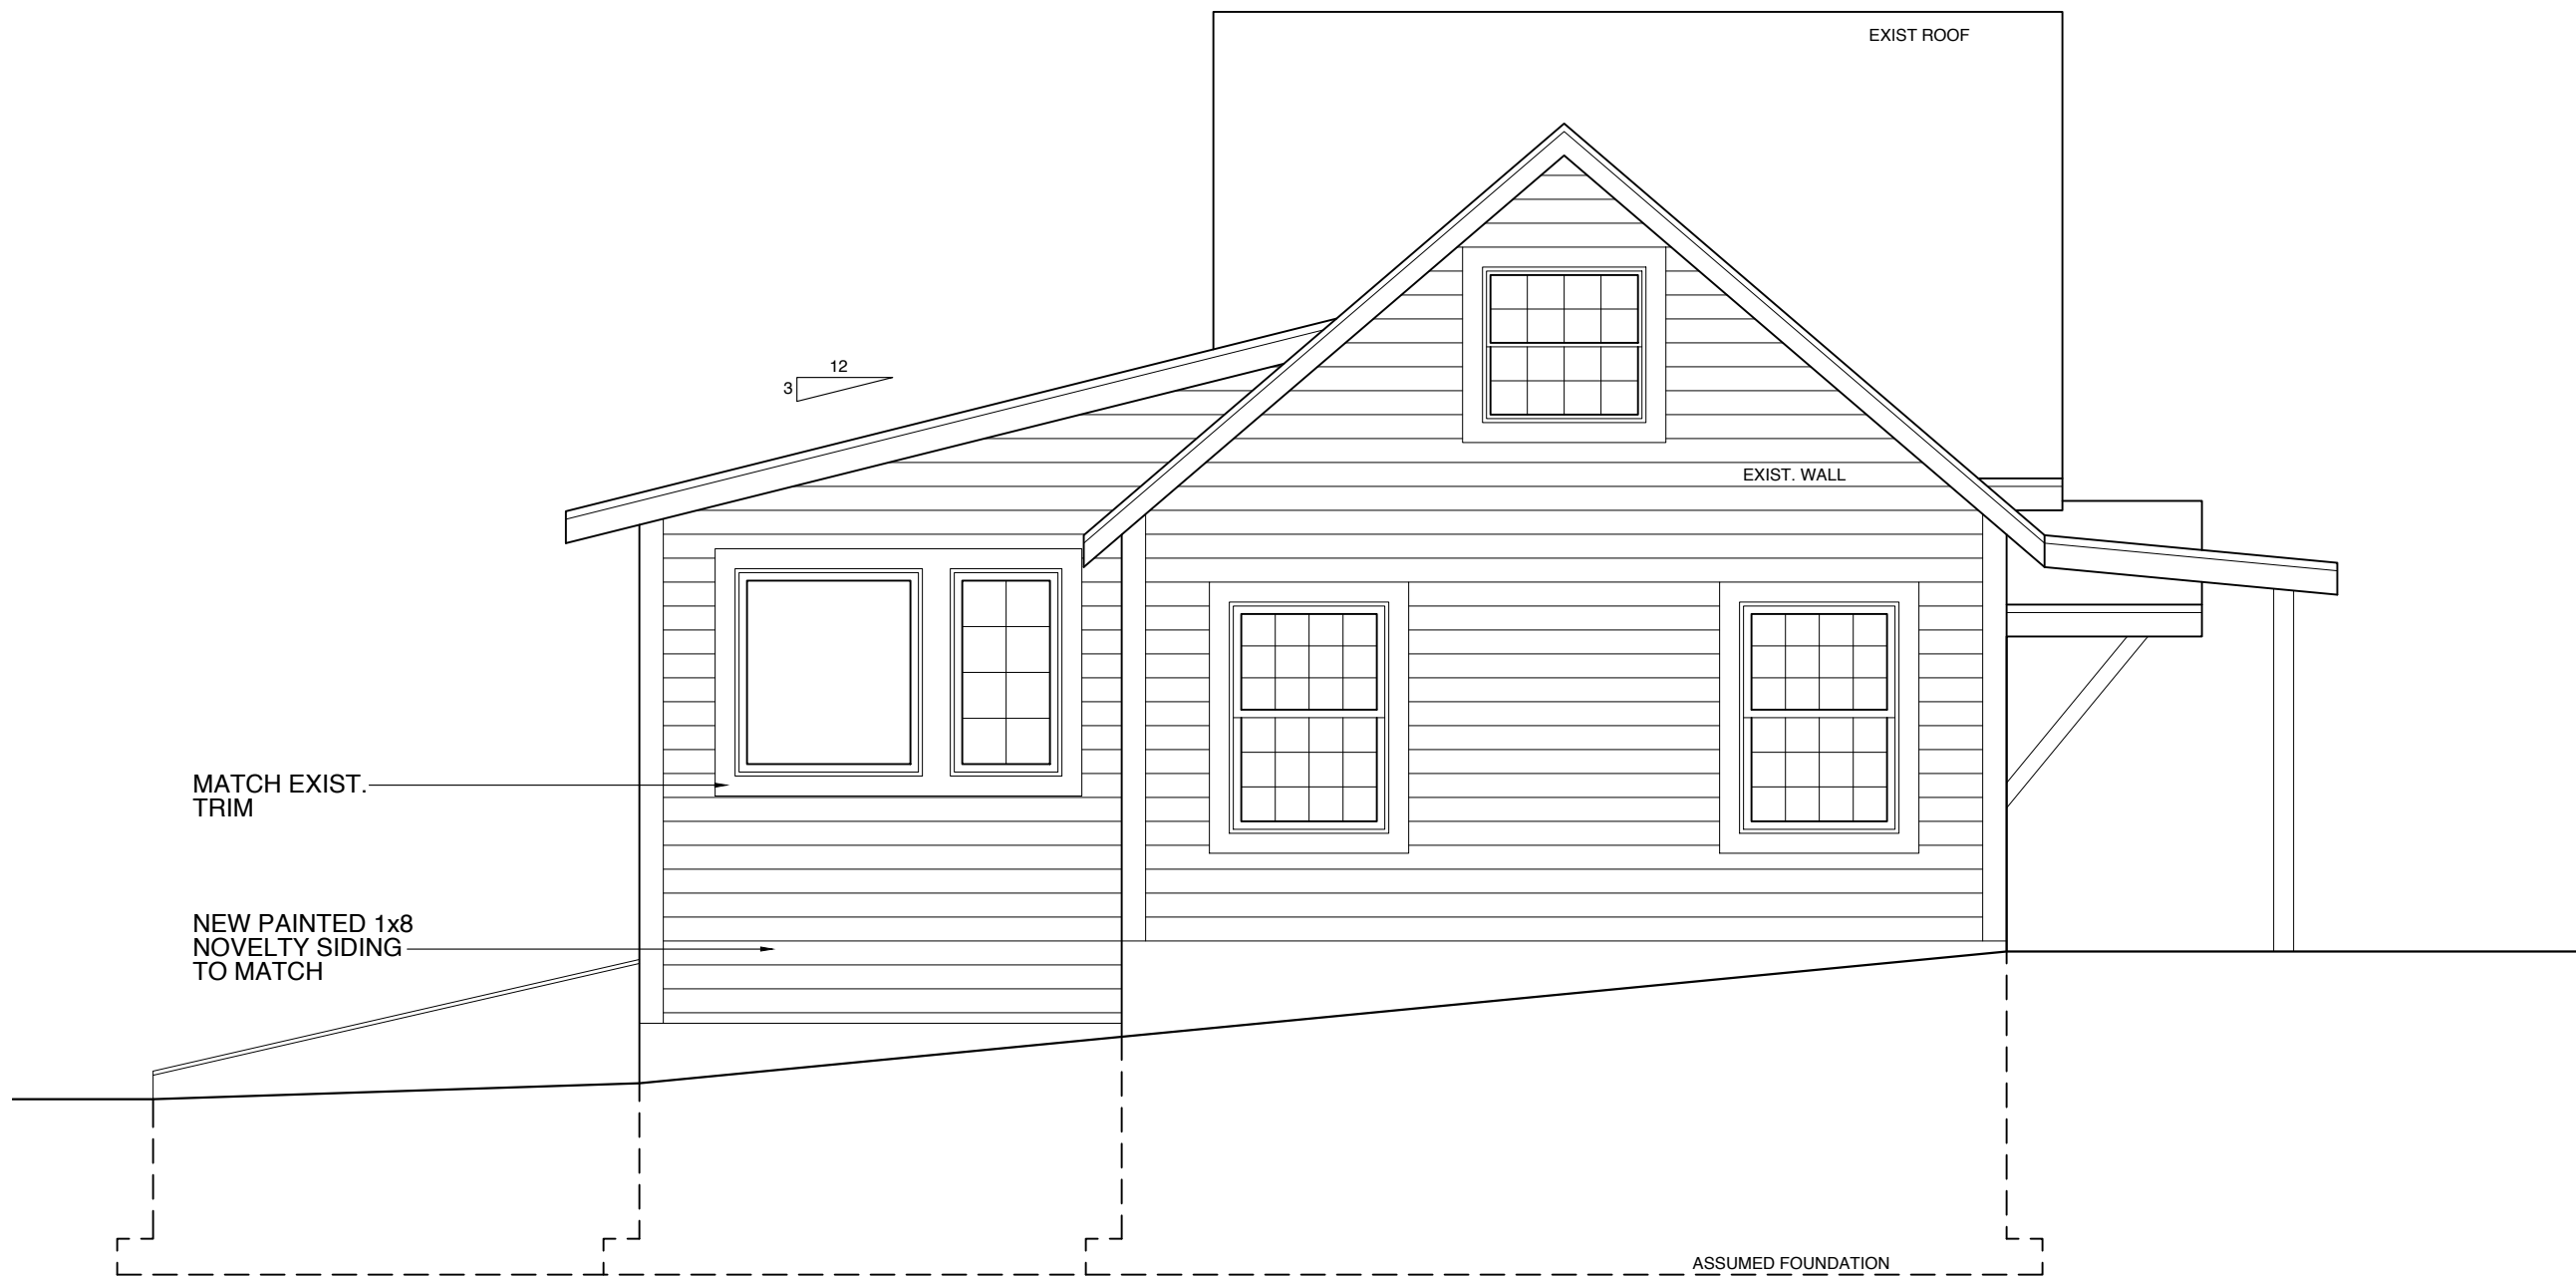 EXIST ROOF
12
3
EXIST. WALL
MATCH EXIST.
TRIM
NEW PAINTED 1x8
NOVELTY SIDING
TO MATCH
ASSUMED FOUNDATION